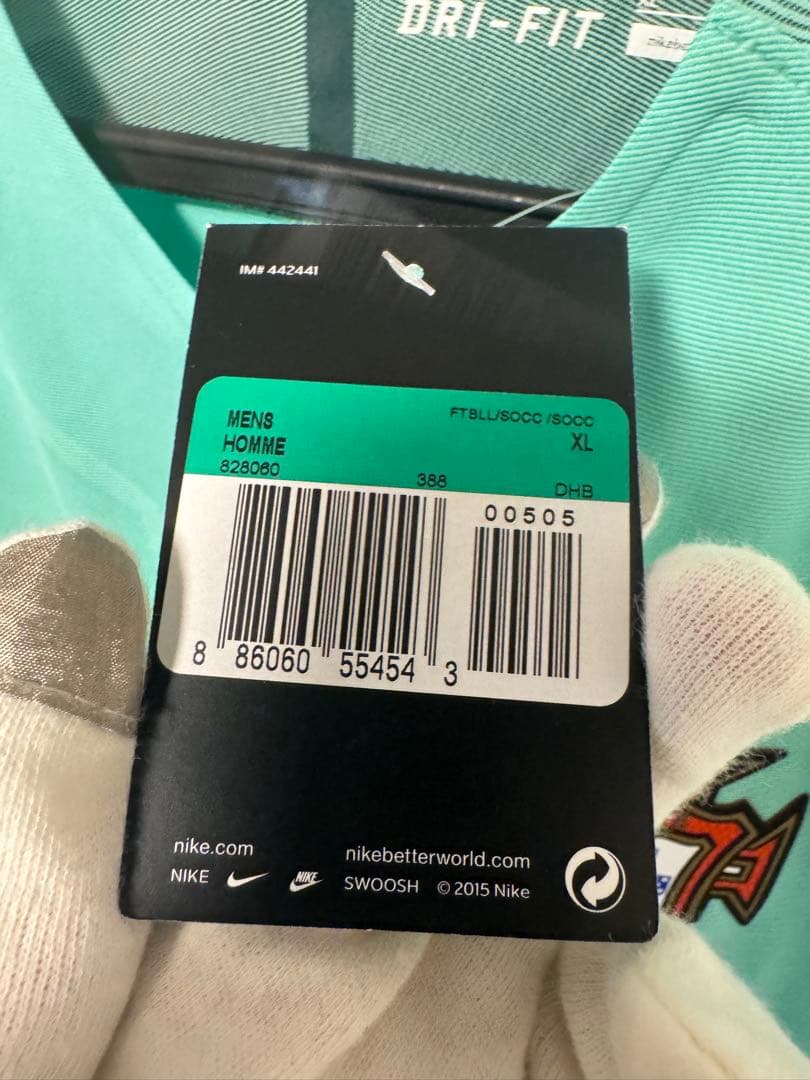 DRI-FIT
IM# 442441
MENS
HOMME
828060
FTBLL/SOCC /SOCC
XL
388
DHB
00505
8 86060 55454 3
nike.com
nikebetterworld.com
NIKE NIKE SWOOSH © 2015 Nike